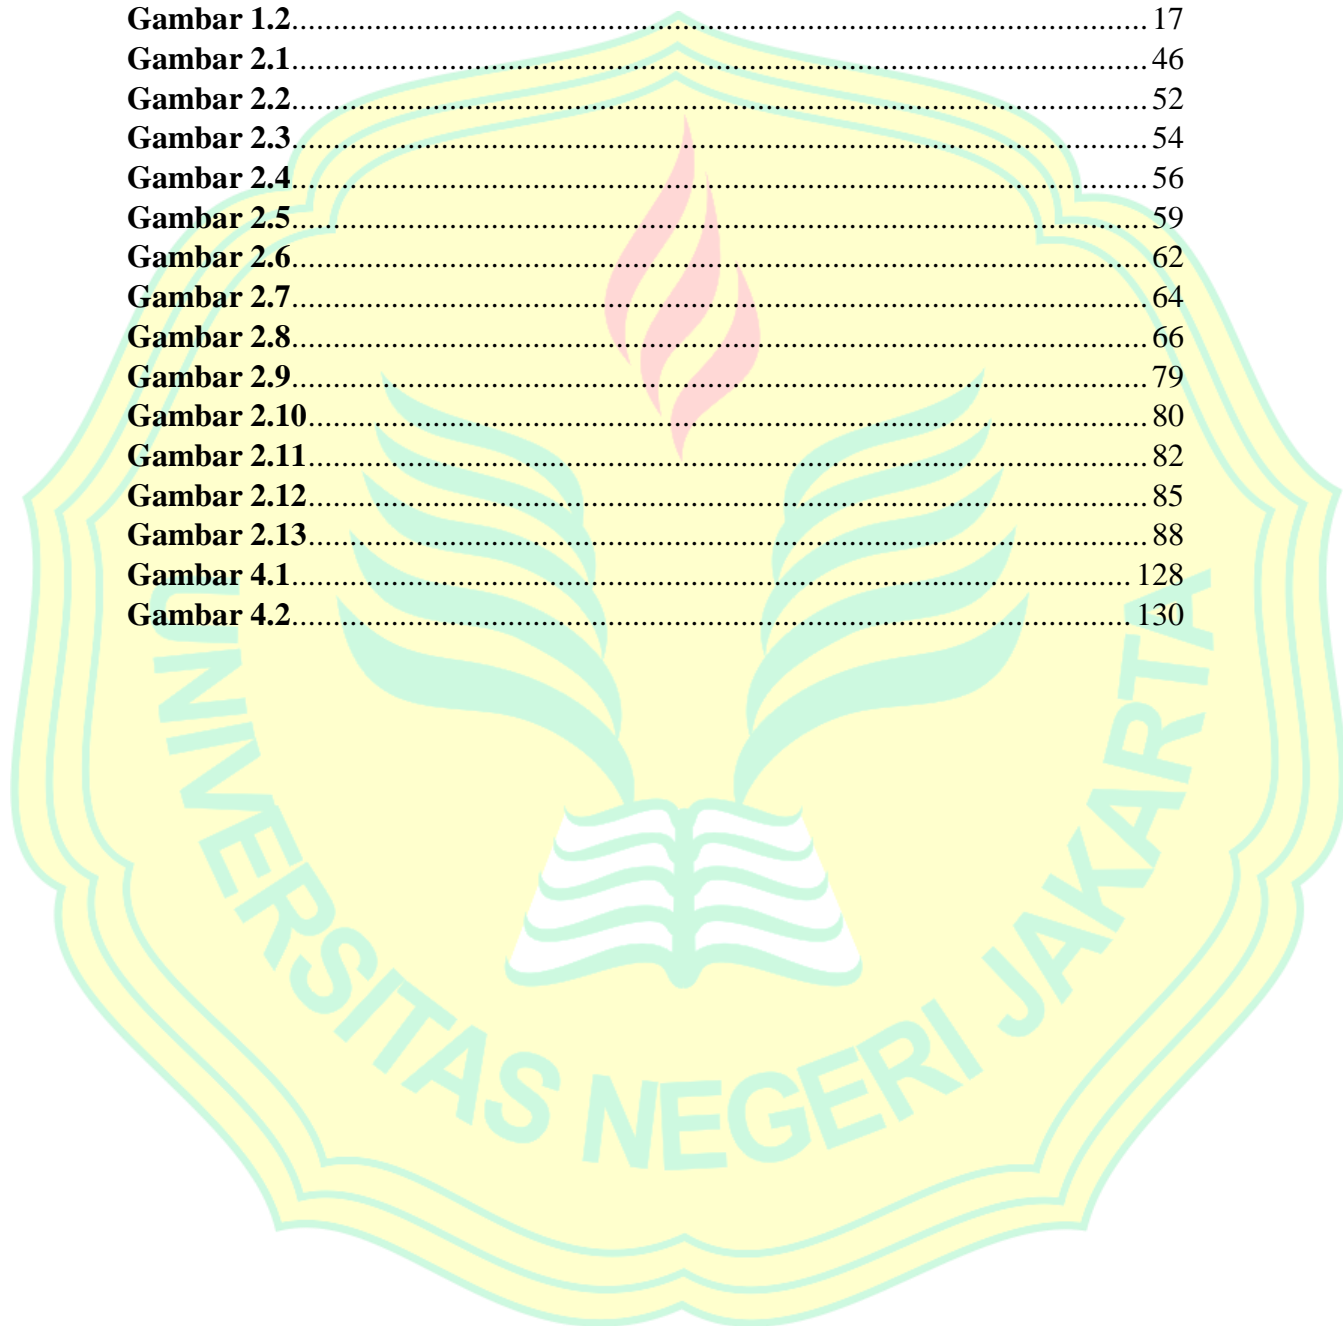 Gambar 1.2........................................................................................................ 17
Gambar 2.1........................................................................................................ 46
Gambar 2.2........................................................................................................ 52
Gambar 2.3........................................................................................................ 54
Gambar 2.4........................................................................................................ 56
Gambar 2.5........................................................................................................ 59
Gambar 2.6........................................................................................................ 62
Gambar 2.7........................................................................................................ 64
Gambar 2.8........................................................................................................ 66
Gambar 2.9........................................................................................................ 79
Gambar 2.10...................................................................................................... 80
Gambar 2.11...................................................................................................... 82
Gambar 2.12...................................................................................................... 85
Gambar 2.13...................................................................................................... 88
Gambar 4.1...................................................................................................... 128
Gambar 4.2...................................................................................................... 130
UNIVERSITAS NEGERI JAKARTA